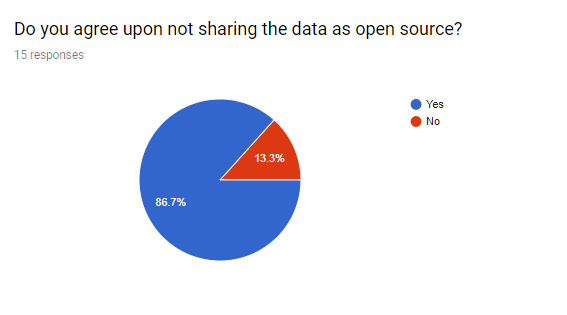 Do you agree upon not sharing the data as open source?
15 responses
Yes
No
13.3%
86.7%